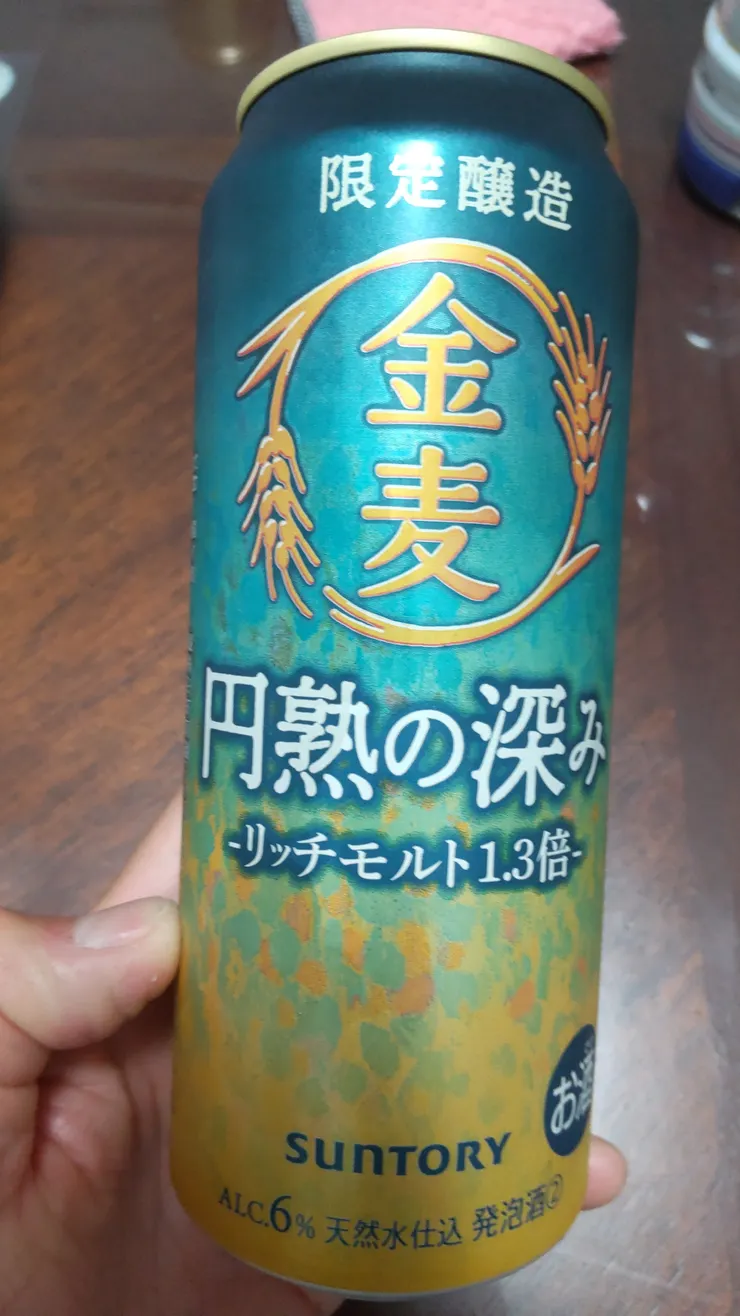 限定醸造
金麦
円熟の深み
-リッチモルト1.3倍-
お酒
SUNTORY
ALC.6% 天然水仕込 発泡酒②